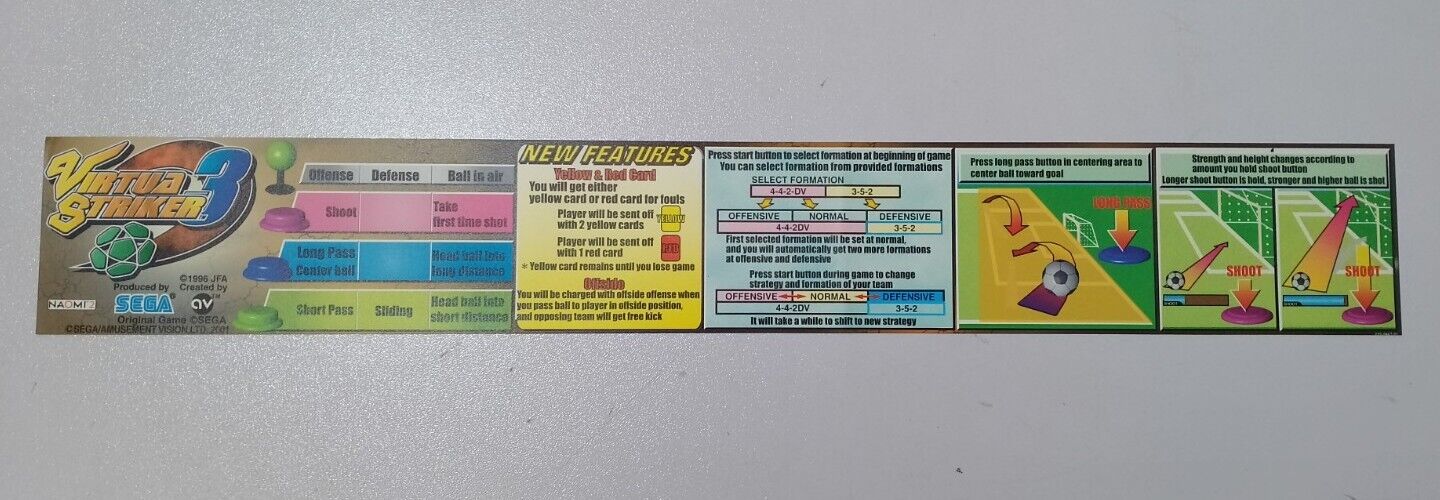 VIRTUA
STRIKER 3
©1996 JFA
Produced by
Created by
NAOMI 2
SEGA®
av™
Original Game ©SEGA
©SEGA/AMUSEMENT VISION, LTD. 2001
Offense
Defense
Ball in air
Shoot
Take
first time shot
Long Pass
Center ball
Head ball into
long distance
Short Pass
Sliding
Head ball into
short distance
NEW FEATURES
Yellow & Red Card
You will get either
yellow card or red card for fouls
Player will be sent off
with 2 yellow cards
YELLOW
Player will be sent off
with 1 red card
RED
* Yellow card remains until you lose game
Offside
You will be charged with offside offense when
you pass ball to player in offside position,
and opposing team will get free kick
Press start button to select formation at beginning of game
You can select formation from provided formations
SELECT FORMATION
4-4-2-DV
3-5-2
OFFENSIVE
NORMAL
DEFENSIVE
4-4-2DV
3-5-2
First selected formation will be set at normal,
and you will automatically get two more formations
at offensive and defensive
Press start button during game to change
strategy and formation of your team
OFFENSIVE
NORMAL
DEFENSIVE
4-4-2DV
3-5-2
It will take a while to shift to new strategy
Press long pass button in centering area to
center ball toward goal
LONG PASS
Strength and height changes according to
amount you hold shoot button
Longer shoot button is hold, stronger and higher ball is shot
SHOOT
SHOOT
SHOOT
SHOOT